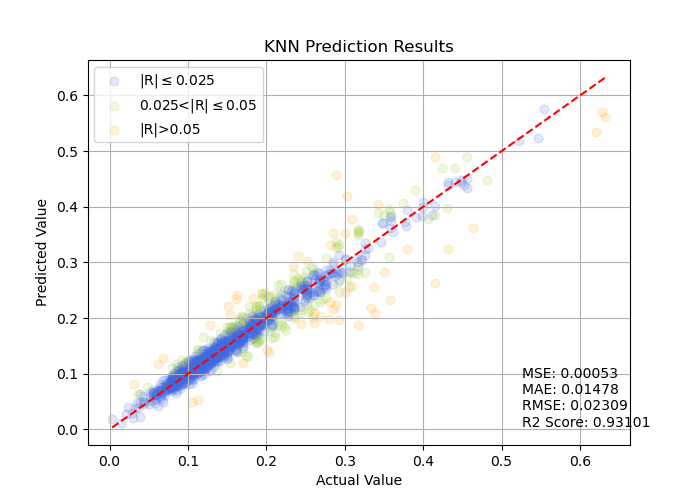 KNN Prediction Results
|R| ≤ 0.025
0.025<|R| ≤ 0.05
|R|>0.05
Predicted Value
0.6
0.5
0.4
0.3
0.2
0.1
0.0
MSE: 0.00053
MAE: 0.01478
RMSE: 0.02309
R2 Score: 0.93101
0.0 0.1 0.2 0.3 0.4 0.5 0.6
Actual Value